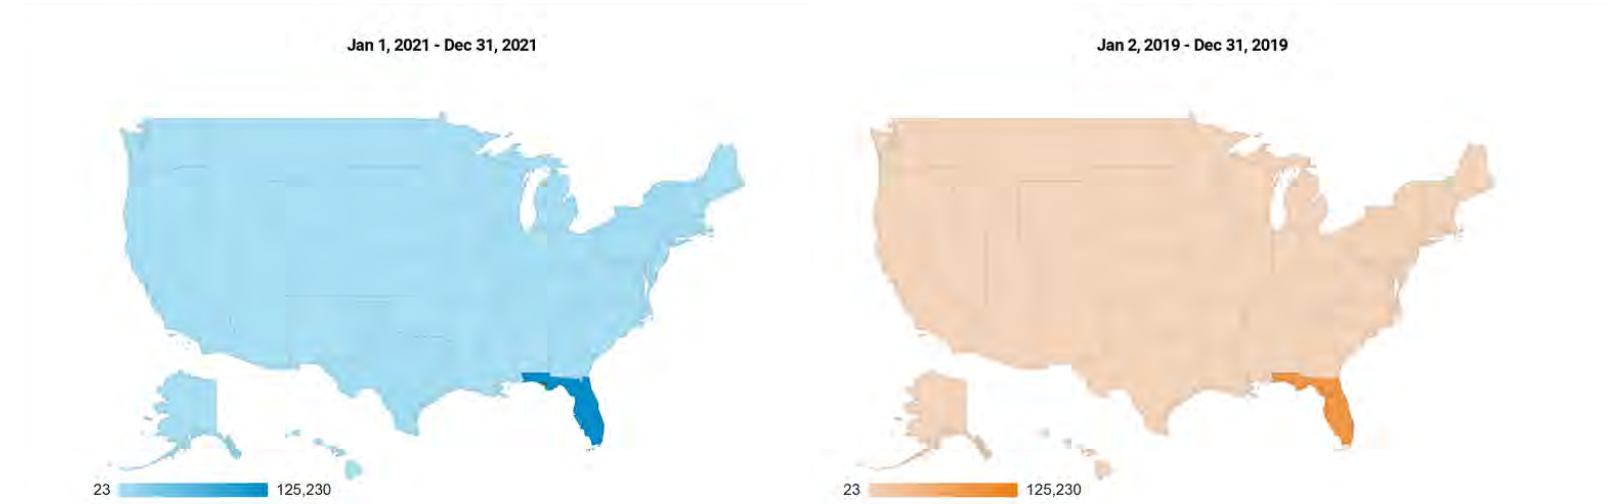 Jan 1, 2021 - Dec 31, 2021
Jan 2, 2019 - Dec 31, 2019
23 125,230
23 125,230